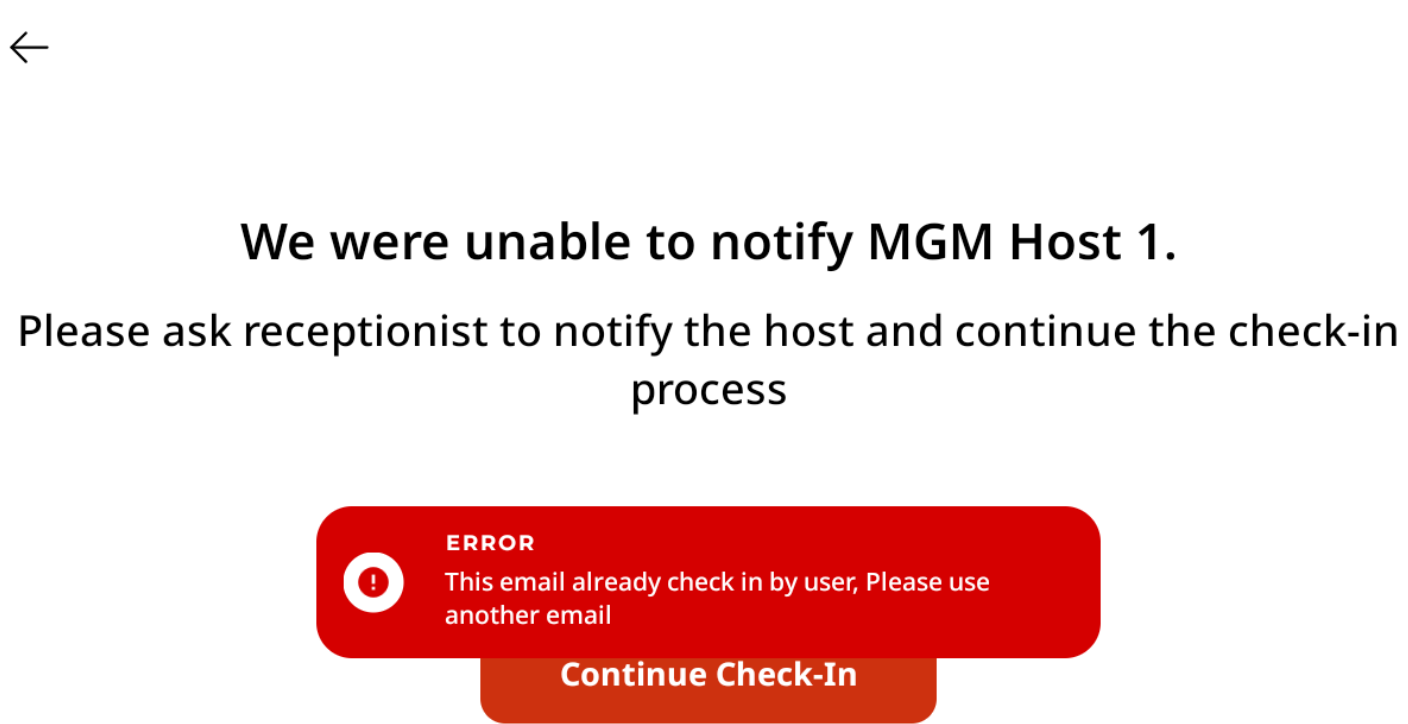 We were unable to notify MGM Host 1.
Please ask receptionist to notify the host and continue the check-in
process
ERROR
This email already check in by user, Please use
another email
Continue Check-In